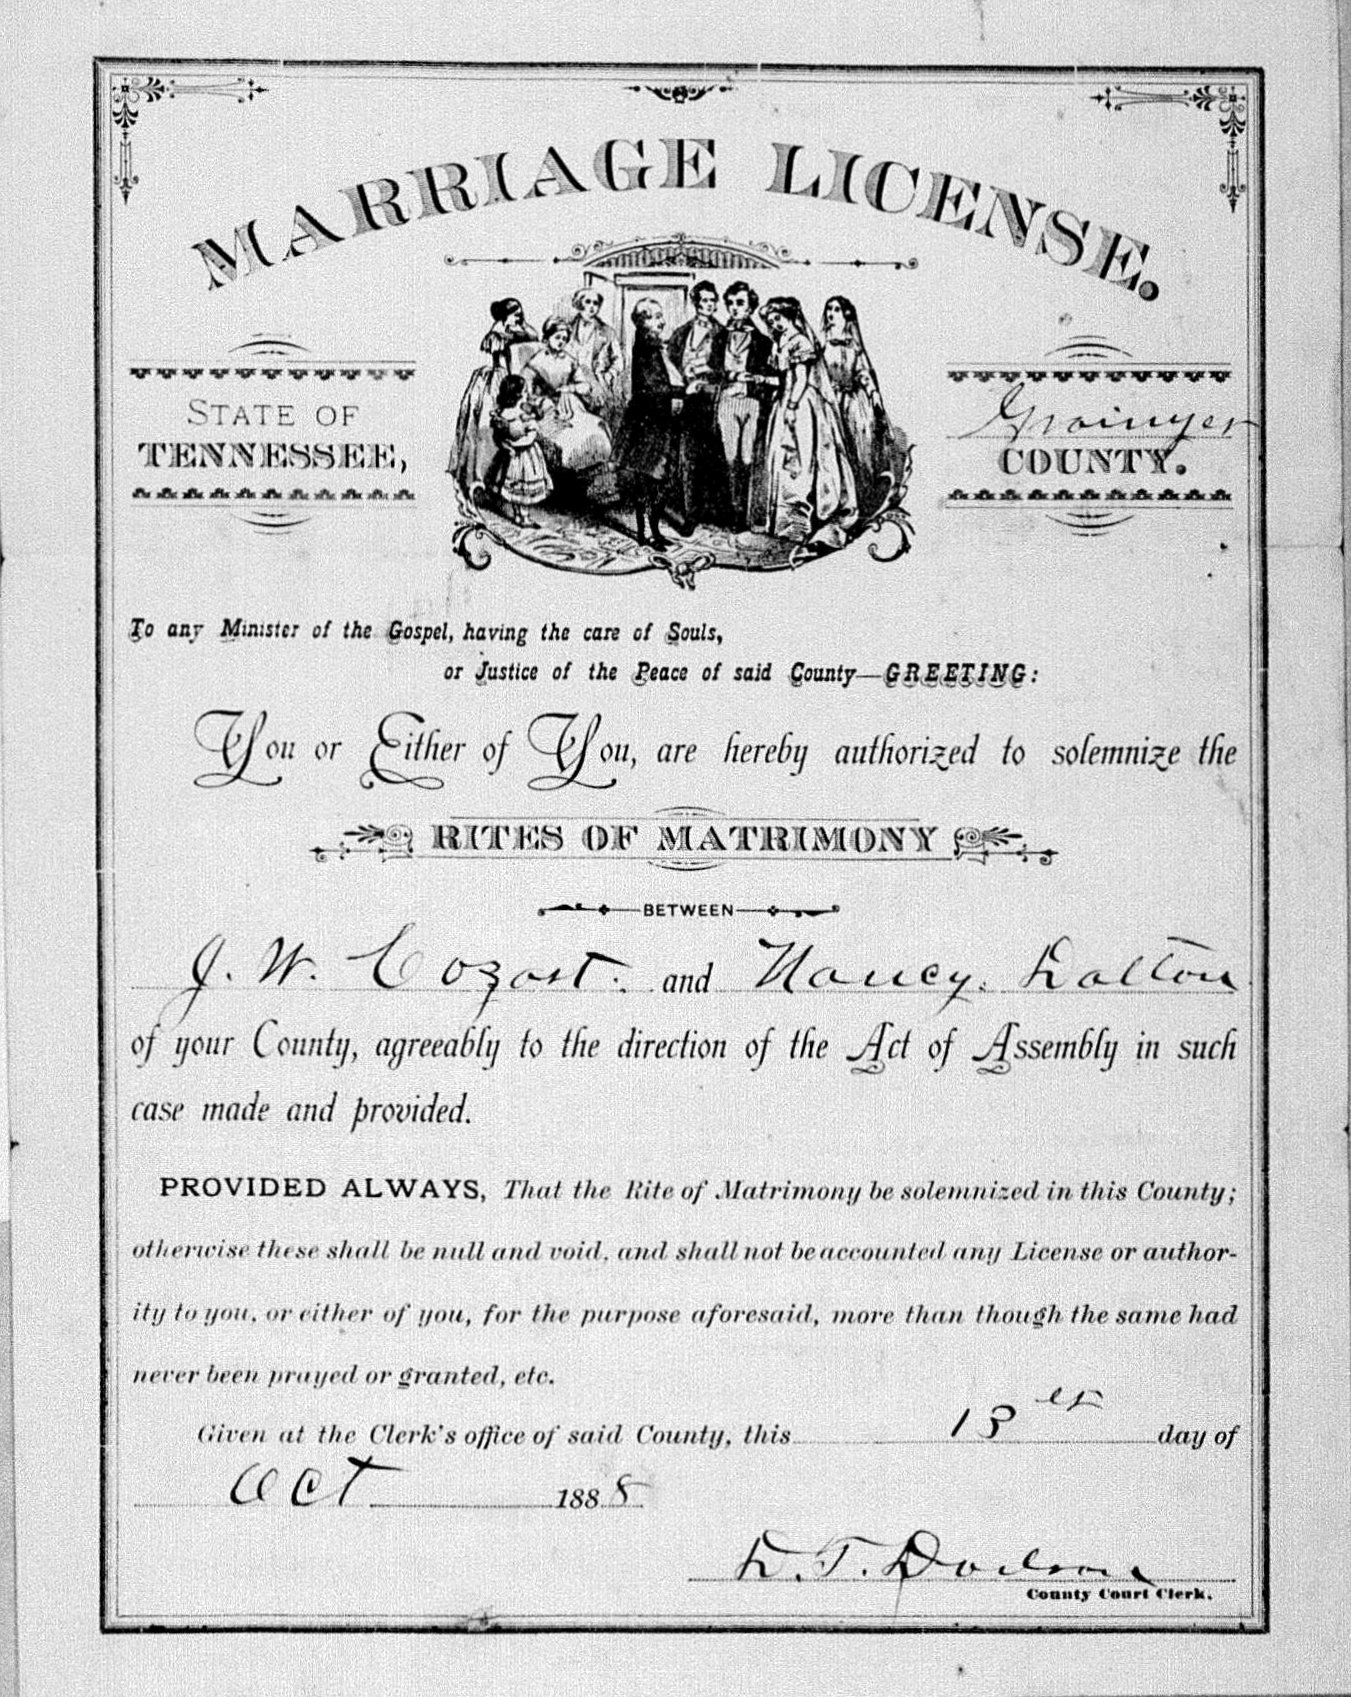 MARRIAGE LICENSE.
STATE OF
TENNESSEE,
Grainger
COUNTY.
To any Minister of the Gospel, having the care of Souls,
or Justice of the Peace of said County—GREETING:
You or Either of You, are hereby authorized to solemnize the
RITES OF MATRIMONY
BETWEEN
J. W. Cozort. and Nancy. Dalton
of your County, agreeably to the direction of the Act of Assembly in such
case made and provided.
PROVIDED ALWAYS, That the Rite of Matrimony be solemnized in this County;
otherwise these shall be null and void, and shall not be accounted any License or author-
ity to you, or either of you, for the purpose aforesaid, more than though the same had
never been prayed or granted, etc.
Given at the Clerk's office of said County, this 13 day of
Oct 1888
D. T. Dodson
County Court Clerk.